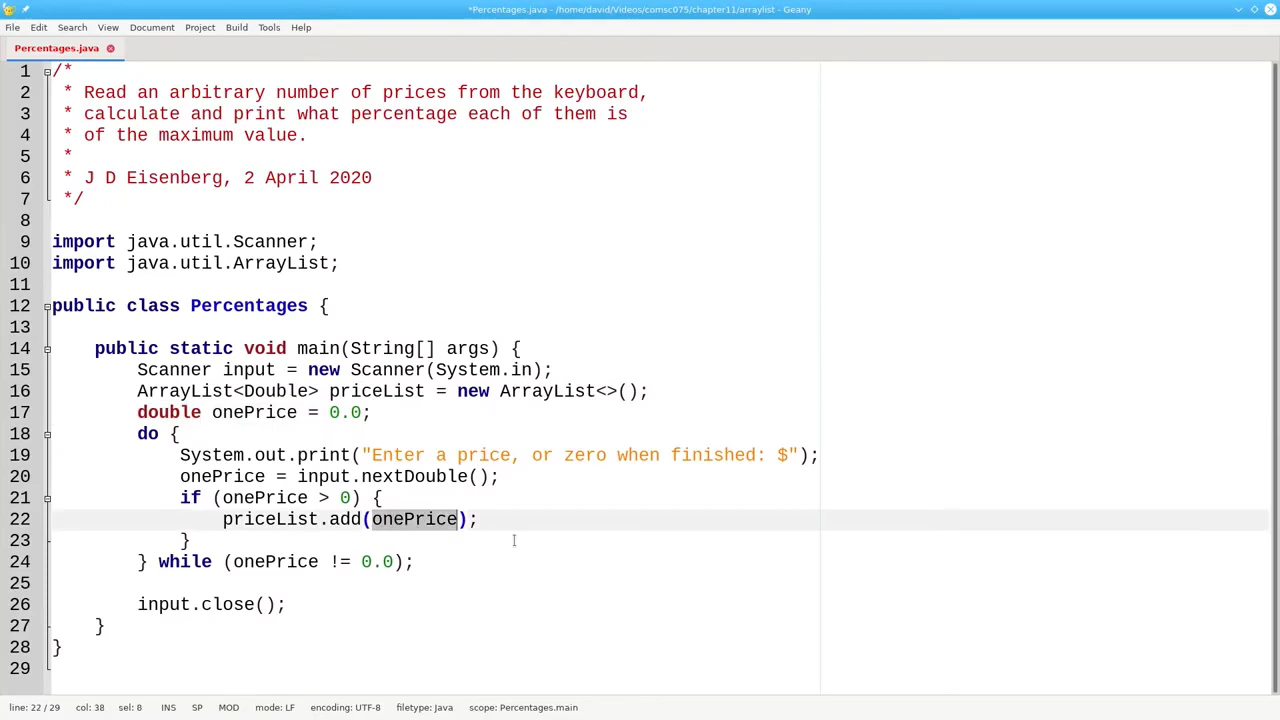 *Percentages.java - /home/david/Videos/comsc075/chapter11/arraylist - Geany
File Edit Search View Document Project Build Tools Help
Percentages.java
1 /*
2  * Read an arbitrary number of prices from the keyboard,
3  * calculate and print what percentage each of them is
4  * of the maximum value.
5  *
6  * J D Eisenberg, 2 April 2020
7  */
8
9 import java.util.Scanner;
10 import java.util.ArrayList;
11
12 public class Percentages {
13
14     public static void main(String[] args) {
15         Scanner input = new Scanner(System.in);
16         ArrayList<Double> priceList = new ArrayList<>();
17         double onePrice = 0.0;
18         do {
19             System.out.print("Enter a price, or zero when finished: $");
20             onePrice = input.nextDouble();
21             if (onePrice > 0) {
22                 priceList.add(onePrice);
23             }
24         } while (onePrice != 0.0);
25
26         input.close();
27     }
28 }
29
line: 22 / 29 col: 38 sel: 8 INS SP MOD mode: LF encoding: UTF-8 filetype: Java scope: Percentages.main